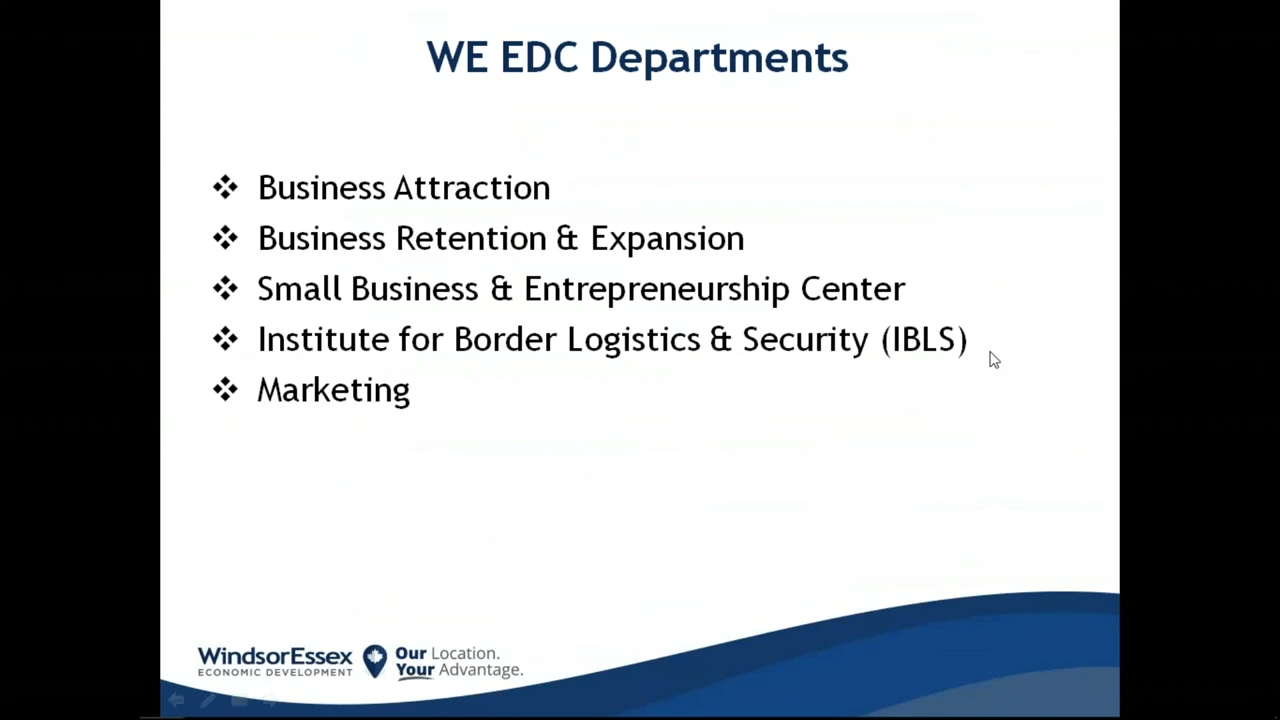 WE EDC Departments
❖ Business Attraction
❖ Business Retention & Expansion
❖ Small Business & Entrepreneurship Center
❖ Institute for Border Logistics & Security (IBLS)
❖ Marketing
WindsorEssex
ECONOMIC DEVELOPMENT
Our Location.
Your Advantage.